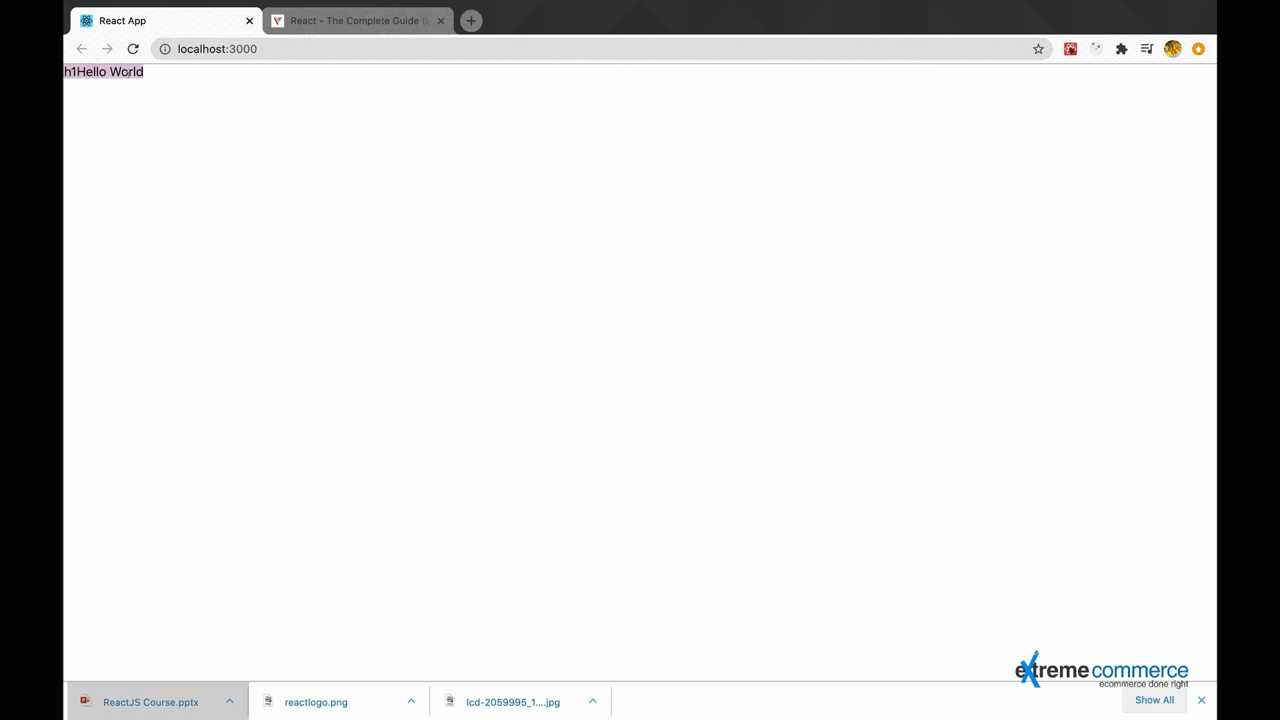 React App
React - The Complete Guide (
localhost:3000
h1Hello World
extreme commerce
ecommerce done right
ReactJS Course.pptx
reactlogo.png
lcd-2059995_1....jpg
Show All